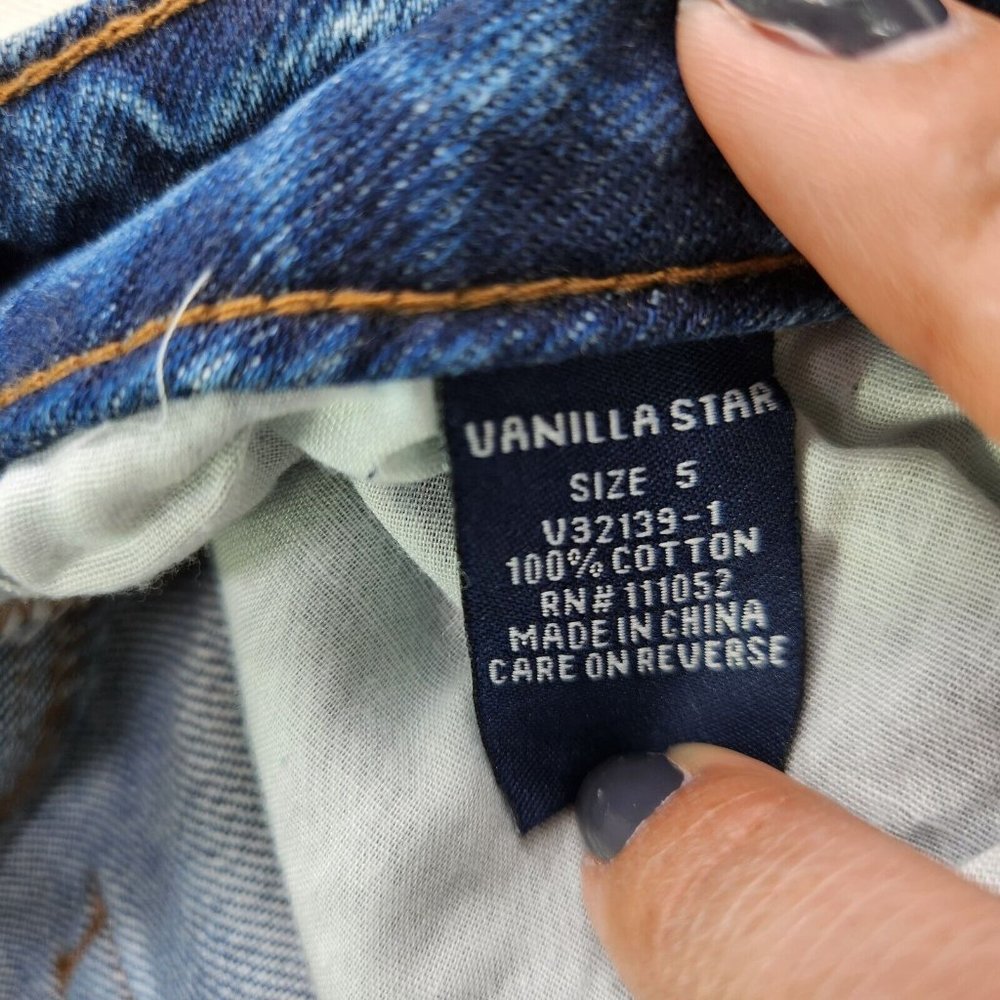 VANILLA STAR
SIZE 5
V32139-1
100% COTTON
RN# 111052
MADE IN CHINA
CARE ON REVERSE